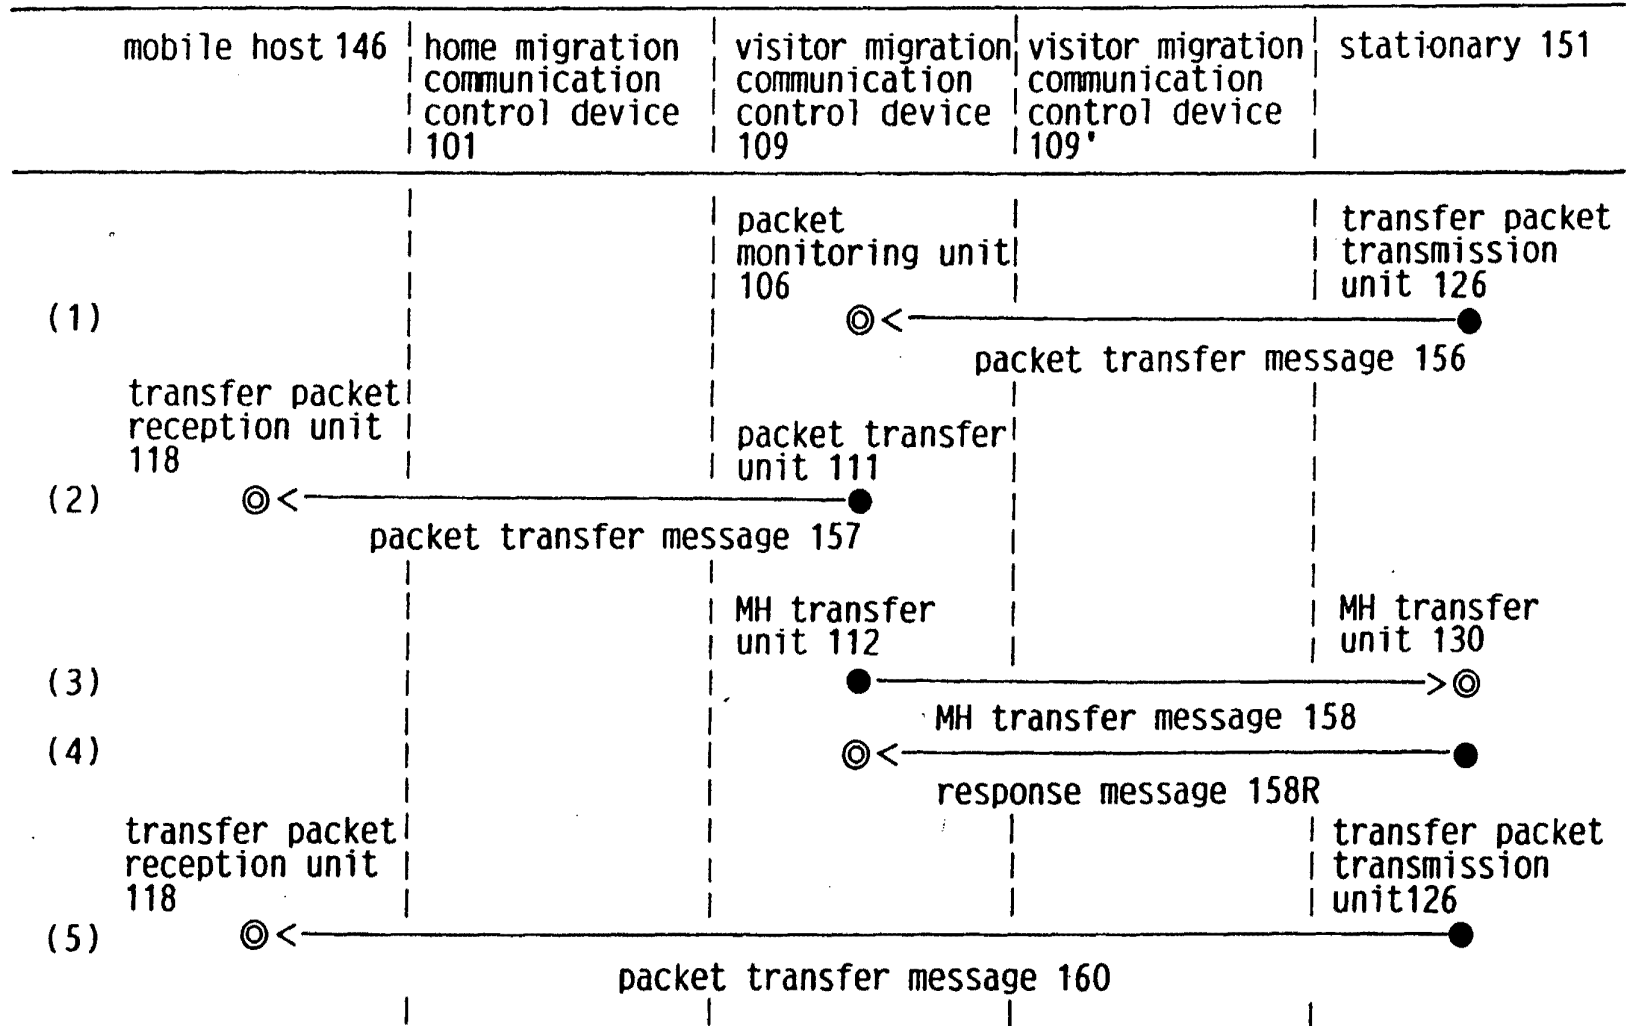 mobile host 146
home migration
communication
control device
101
visitor migration
communication
control device
109
visitor migration
communication
control device
109'
stationary 151
(1)
packet
monitoring unit
106
transfer packet
transmission
unit 126
packet transfer message 156
(2)
transfer packet
reception unit
118
packet transfer
unit 111
packet transfer message 157
(3)
MH transfer
unit 112
MH transfer
unit 130
MH transfer message 158
(4)
response message 158R
(5)
transfer packet
reception unit
118
transfer packet
transmission
unit126
packet transfer message 160